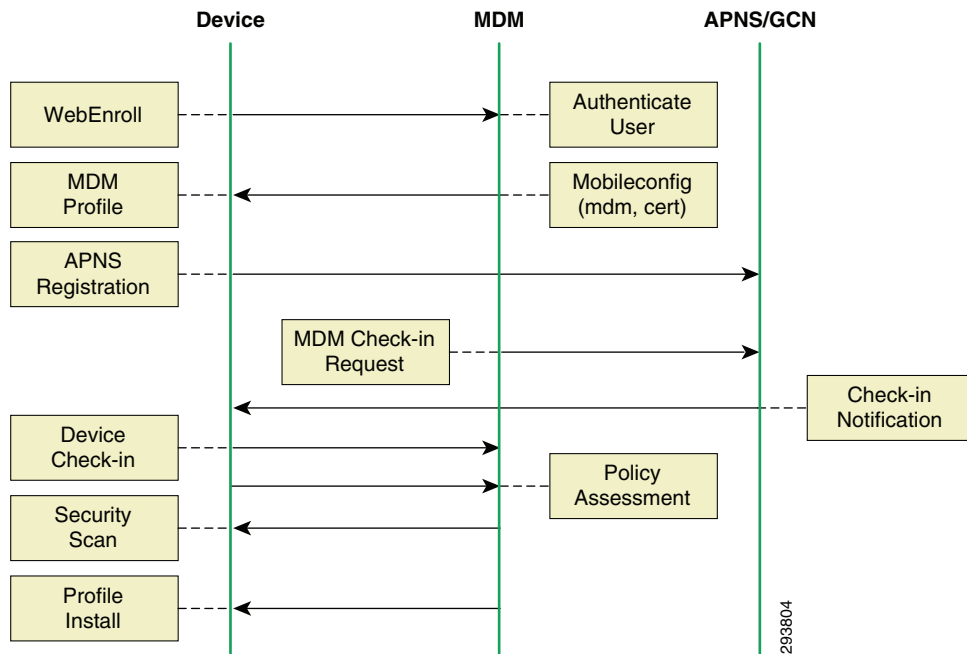 Device
MDM
APNS/GCN
WebEnroll
Authenticate
User
MDM
Profile
Mobileconfig
(mdm, cert)
APNS
Registration
MDM Check-in
Request
Check-in
Notification
Device
Check-in
Policy
Assessment
Security
Scan
Profile
Install
293804